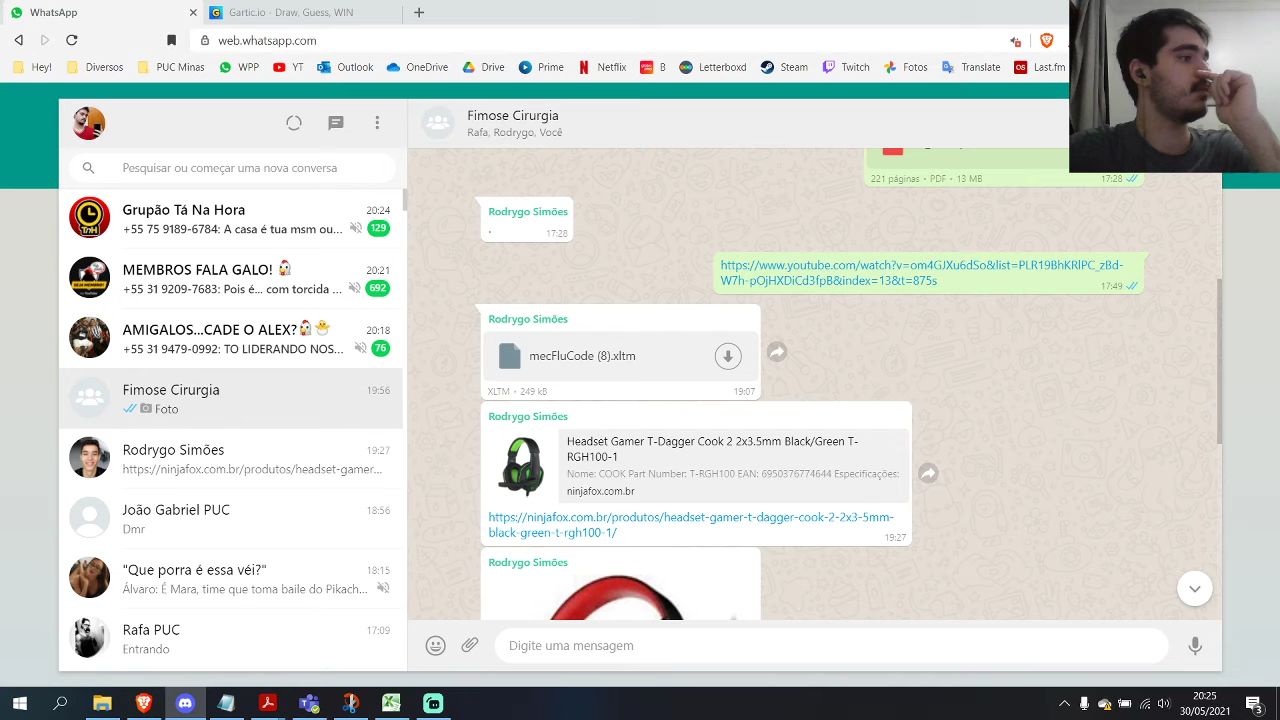 WhatsApp
Gartic.io - Draw, Guess, WIN
web.whatsapp.com
Hey!
Diversos
PUC Minas
WPP
YT
Outlook
OneDrive
Drive
Prime
Netflix
B
Letterboxd
Steam
Twitch
Fotos
Translate
Last.fm
Pesquisar ou começar uma nova conversa
Grupão Tá Na Hora
20:24
+55 75 9189-6784: A casa é tua msm ou...
129
MEMBROS FALA GALO!
20:21
+55 31 9209-7683: Pois é... com torcida ...
692
AMIGALOS...CADE O ALEX?
20:18
+55 31 9479-0992: TO LIDERANDO NOS...
76
Fimose Cirurgia
19:56
Foto
Rodrygo Simões
19:27
https://ninjafox.com.br/produtos/headset-gamer...
João Gabriel PUC
18:56
Dmr
"Que porra é essa véi?"
18:15
Álvaro: É Mara, time que toma baile do Pikach...
Rafa PUC
17:09
Entrando
Fimose Cirurgia
Rafa, Rodrygo, Você
221 páginas • PDF • 13 MB
17:28
Rodrygo Simões
.
17:28
https://www.youtube.com/watch?v=om4GJXu6dSo&list=PLR19BhKRlPC_zBd-
W7h-pOjHXDiCd3fpB&index=13&t=875s
17:49
Rodrygo Simões
mecFluCode (8).xltm
XLTM • 249 kB
19:07
Rodrygo Simões
Headset Gamer T-Dagger Cook 2 2x3.5mm Black/Green T-
RGH100-1
Nome: COOK Part Number: T-RGH100 EAN: 6950376774644 Especificações:
ninjafox.com.br
https://ninjafox.com.br/produtos/headset-gamer-t-dagger-cook-2-2x3-5mm-
black-green-t-rgh100-1/
19:27
Rodrygo Simões
Digite uma mensagem
20:25
30/05/2021
3